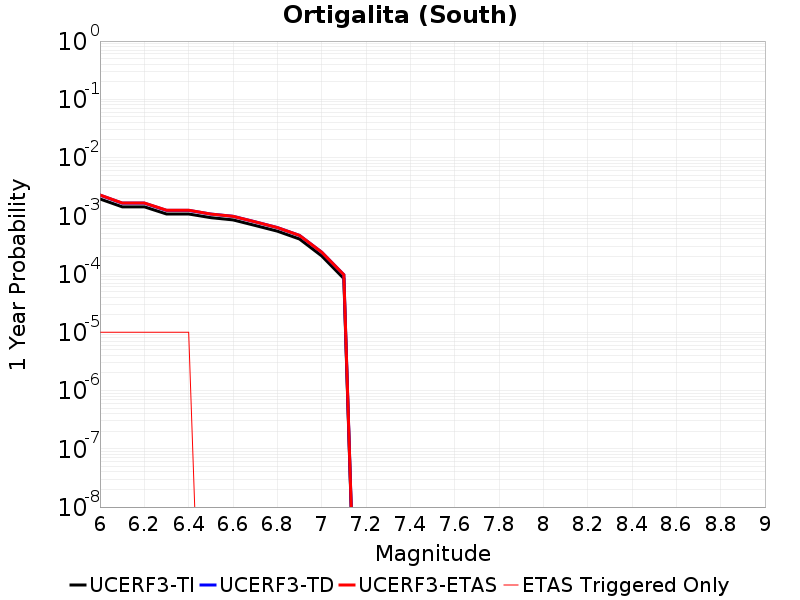 Ortigalita (South)
10^0
10^-1
10^-2
10^-3
10^-4
10^-5
10^-6
10^-7
10^-8
1 Year Probability
6 6.2 6.4 6.6 6.8 7 7.2 7.4 7.6 7.8 8 8.2 8.4 8.6 8.8 9
Magnitude
UCERF3-TI UCERF3-TD UCERF3-ETAS ETAS Triggered Only